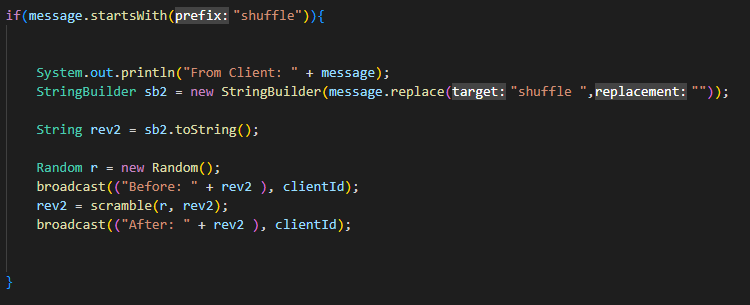 if(message.startsWith(prefix: "shuffle")){
System.out.println("From Client: " + message);
StringBuilder sb2 = new StringBuilder(message.replace(target: "shuffle ",replacement: ""));
String rev2 = sb2.toString();
Random r = new Random();
broadcast(("Before: " + rev2 ), clientId);
rev2 = scramble(r, rev2);
broadcast(("After: " + rev2 ), clientId);
}